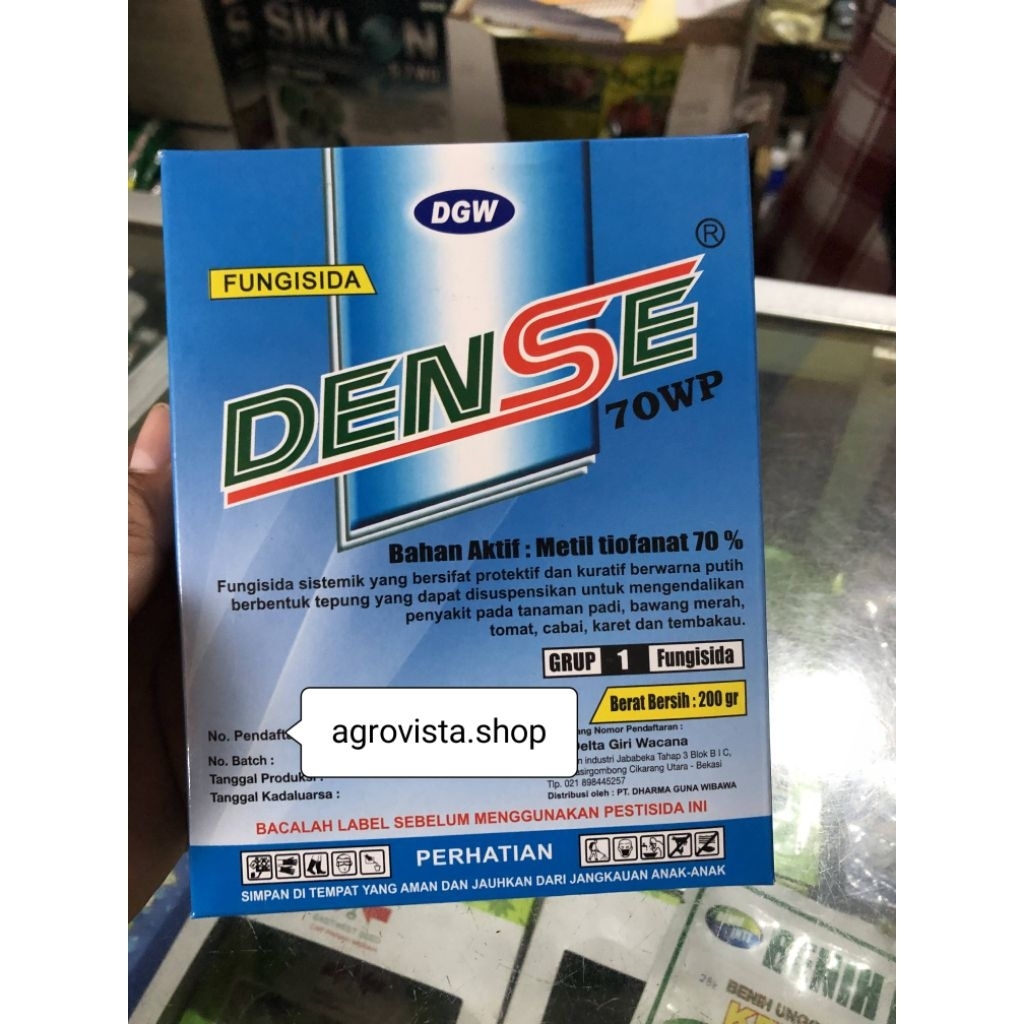 SIKLON
DGW
®
FUNGISIDA
DENSE
70WP
Bahan Aktif : Metil tiofanat 70 %
Fungisida sistemik yang bersifat protektif dan kuratif berwarna putih
berbentuk tepung yang dapat disuspensikan untuk mengendalikan
penyakit pada tanaman padi, bawang merah,
tomat, cabai, karet dan tembakau.
GRUP 1 Fungisida
Berat Bersih : 200 gr
No.
agrovista.shop
Nomor Pendaftaran :
No. Batch :
Delta Giri Wacana
Tanggal Produksi :
industri Jababeka Tahap 3 Blok B I C,
Cikarang Utara - Bekasi
Tanggal Kadaluarsa :
Tlp. 021 898445257
Distribusi oleh : PT. DHARMA GUNA WIBAWA
BACALAH LABEL SEBELUM MENGGUNAKAN PESTISIDA INI
PERHATIAN
SIMPAN DI TEMPAT YANG AMAN DAN JAUHKAN DARI JANGKAUAN ANAK-ANAK
BENIH
BENIH